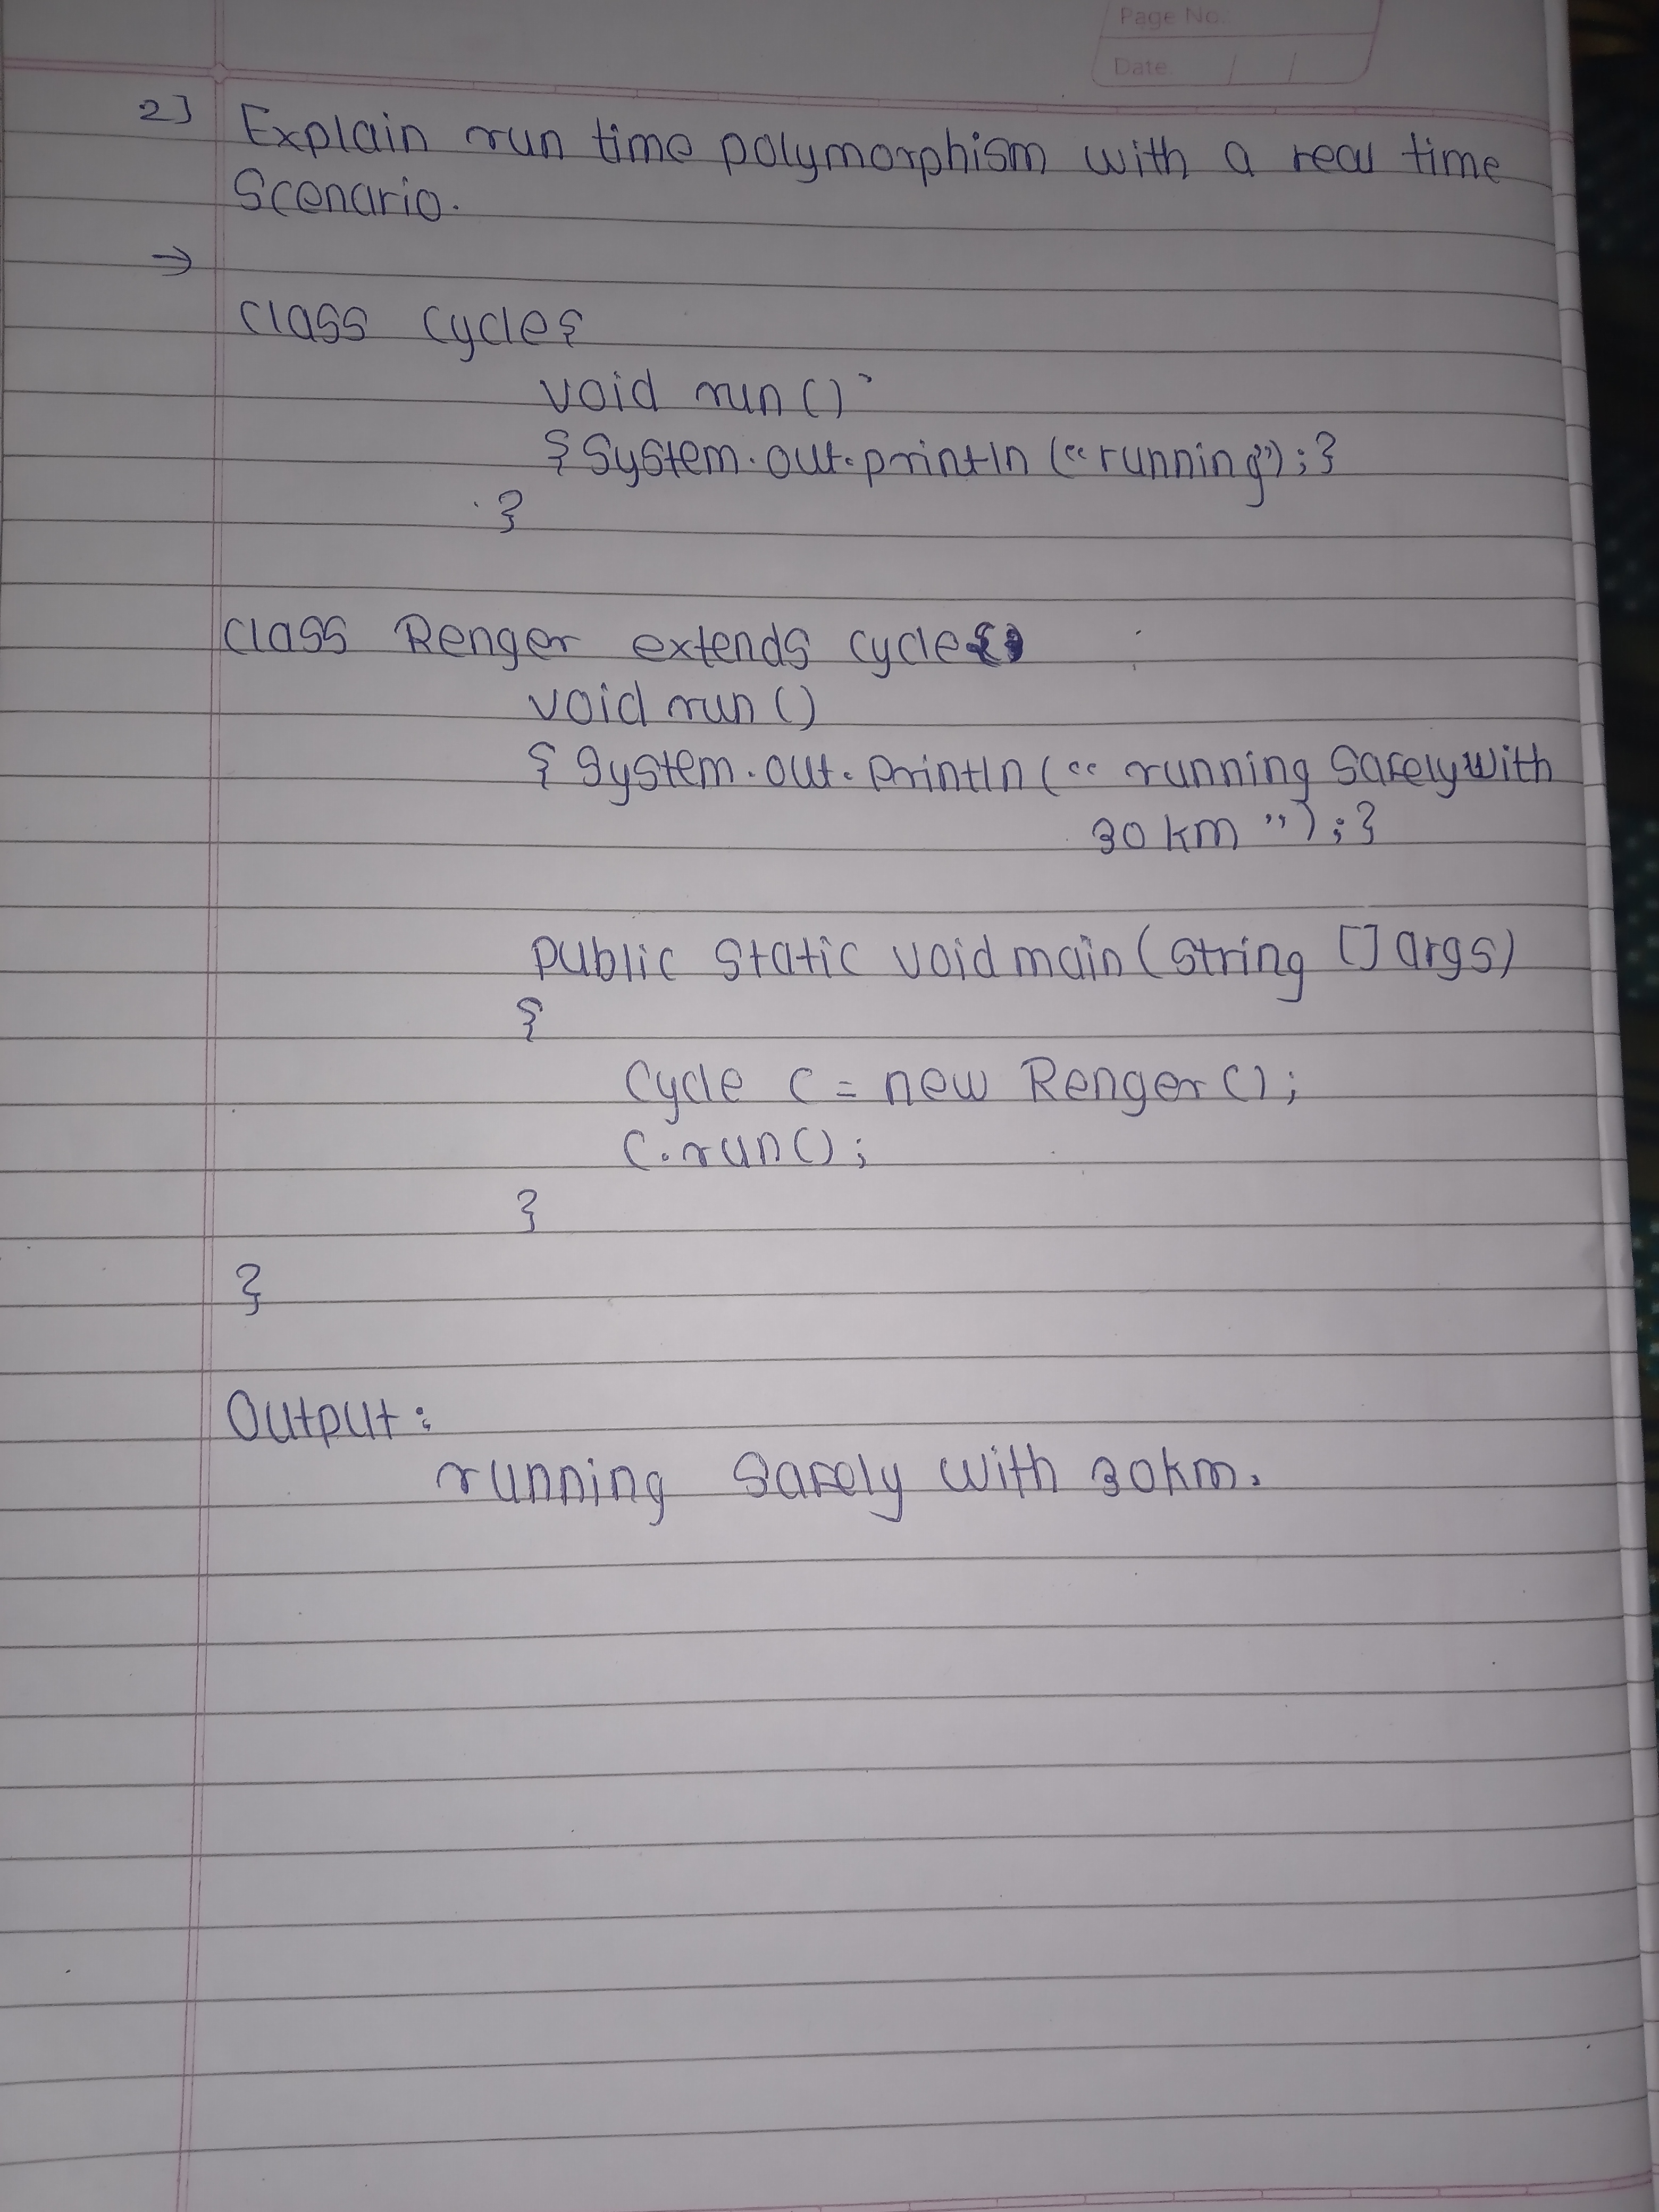 Page No.
Date / /
2] Explain run time polymorphism with a real time
Scenario.
⇒
class cycle{
void run()
{ System.out.println (“running”);}
}
class Renger extends cycle{
void run()
{ System.out.println (“ running Safely with
30 km ”);}
public static void main (String [] args)
{
Cycle C = new Renger();
C.run();
}
}
Output :
running Safely with 30km.